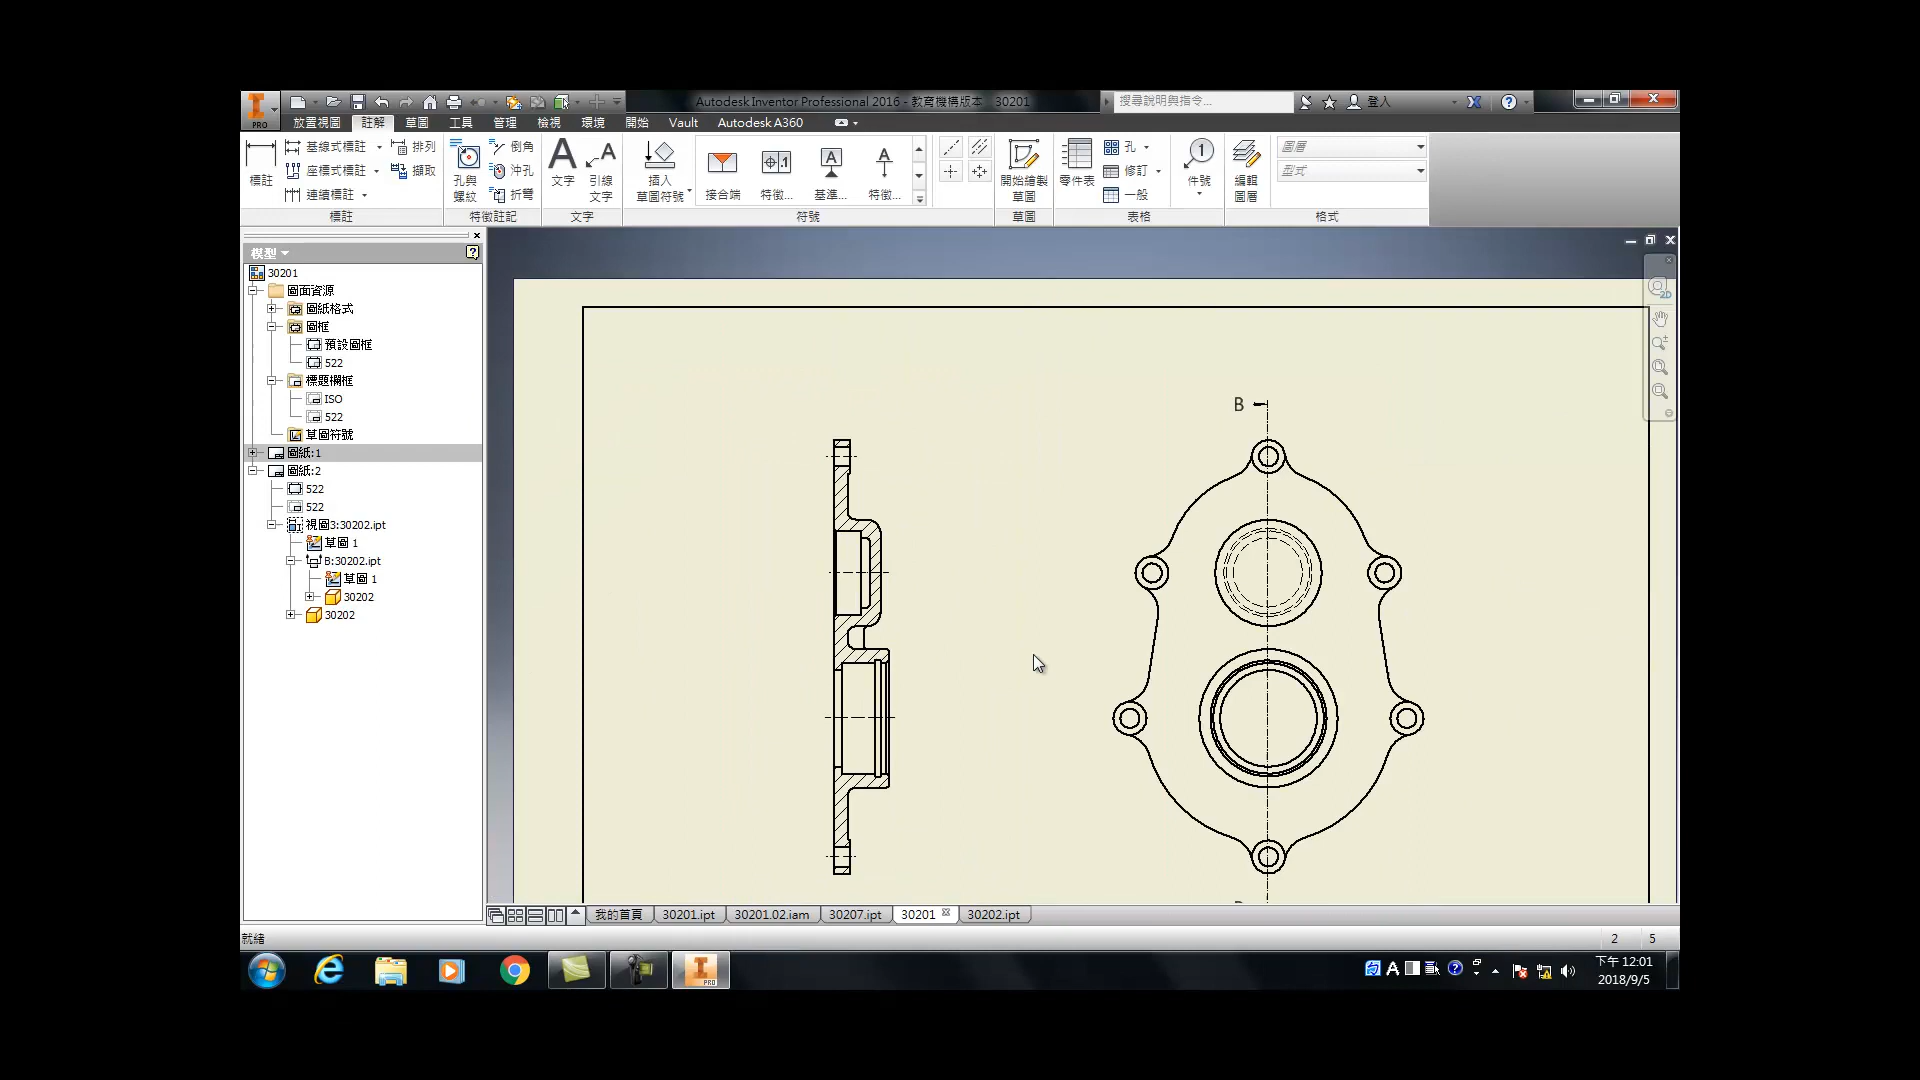 Autodesk Inventor Professional 2016 - 教育機構版本 30201
搜尋說明與指令...
登入
PRO
放置視圖 註解 草圖 工具 管理 檢視 環境 開始 Vault Autodesk A360
標註
基線式標註
座標式標註
連續標註
排列
擷取
標註
孔與
螺紋
倒角
沖孔
折彎
特徵註記
文字
引線
文字
文字
插入
草圖符號
接合端
特徵...
基準...
特徵...
符號
開始繪製
草圖
草圖
零件表
孔
修訂
一般
表格
件號
編輯
圖層
圖層
型式
格式
模型
30201
圖面資源
圖紙格式
圖框
預設圖框
522
標題欄框
ISO
522
草圖符號
圖紙:1
圖紙:2
522
522
視圖3:30202.ipt
草圖 1
B:30202.ipt
草圖 1
30202
30202
B
2D
我的首頁 30201.ipt 30201.02.iam 30207.ipt 30201 30202.ipt
就緒
2 5
PRO
A
下午 12:01
2018/9/5